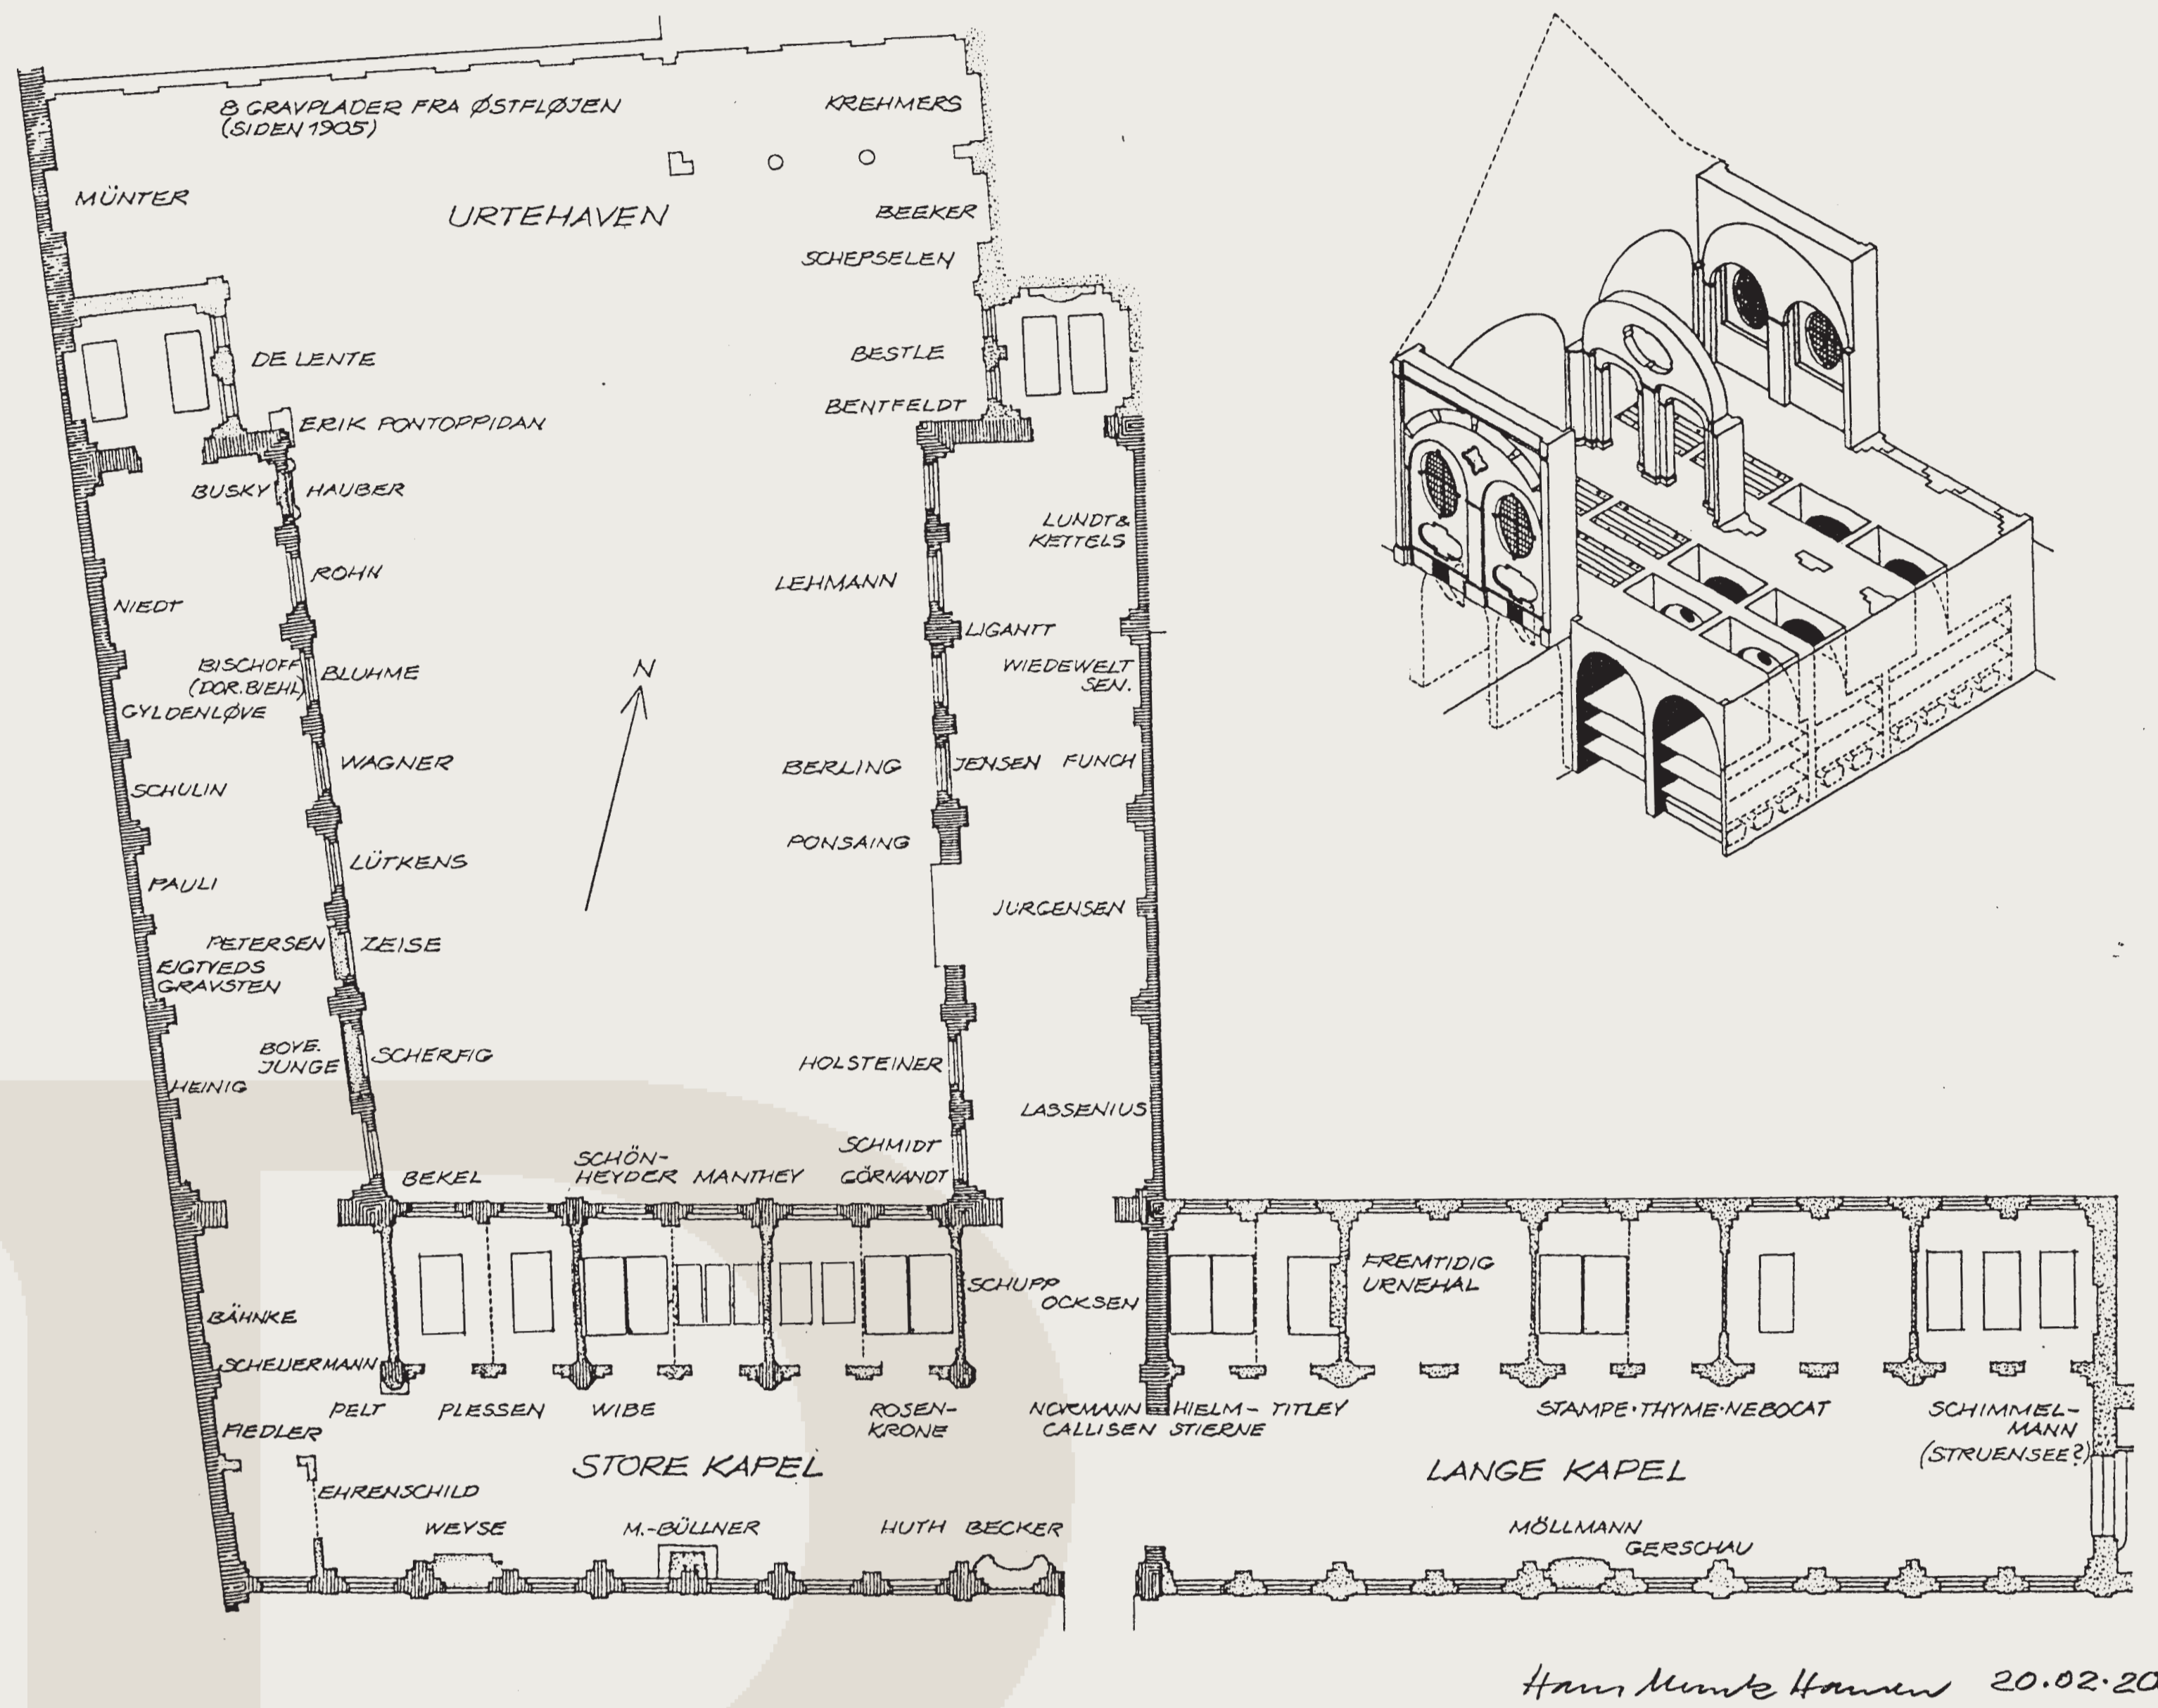 8 GRAVPLADER FRA ØSTFLØJEN
(SIDEN 1905)
KREHMERS
MÜNTER
URTEHAVEN
BEEKER
SCHEPSELEN
DE LENTE
BESTLE
ERIK PONTOPPIDAN
BENTFELDT
BUSKY
HAUBER
LUNDT&
KETTELS
ROHN
LEHMANN
NIEDT
LIGANTT
BISCHOFF
(DOR.BIEHL)
BLUHME
N
WIEDEWELT
SEN.
GYLDENLØVE
WAGNER
BERLING
JENSEN
FUNCH
SCHULIN
PONSAING
LÜTKENS
PAULI
JÜRGENSEN
PETERSEN
ZEISE
EIGTVEDS
GRAVSTEN
BOYE.
JUNGE
SCHERFIG
HOLSTEINER
HEINIG
LASSENIUS
SCHMIDT
BEKEL
SCHÖN-
HEYDER
MANTHEY
GÖRNANDT
FREMTIDIG
URNEHAL
SCHUPP
OCKSEN
BÄHNKE
SCHEUERMANN
PELT
PLESSEN
WIBE
ROSEN-
KRONE
NORMANN
CALLISEN
HIELM-
STIERNE
TITLEY
STAMPE·THYME·NEBOCAT
SCHIMMEL-
MANN
(STRUENSEE?)
FIEDLER
STORE KAPEL
LANGE KAPEL
EHRENSCHILD
WEYSE
M.-BÜLLNER
HUTH
BECKER
MÖLLMANN
GERSCHAU
Hans Munk Hansen 20.02.20